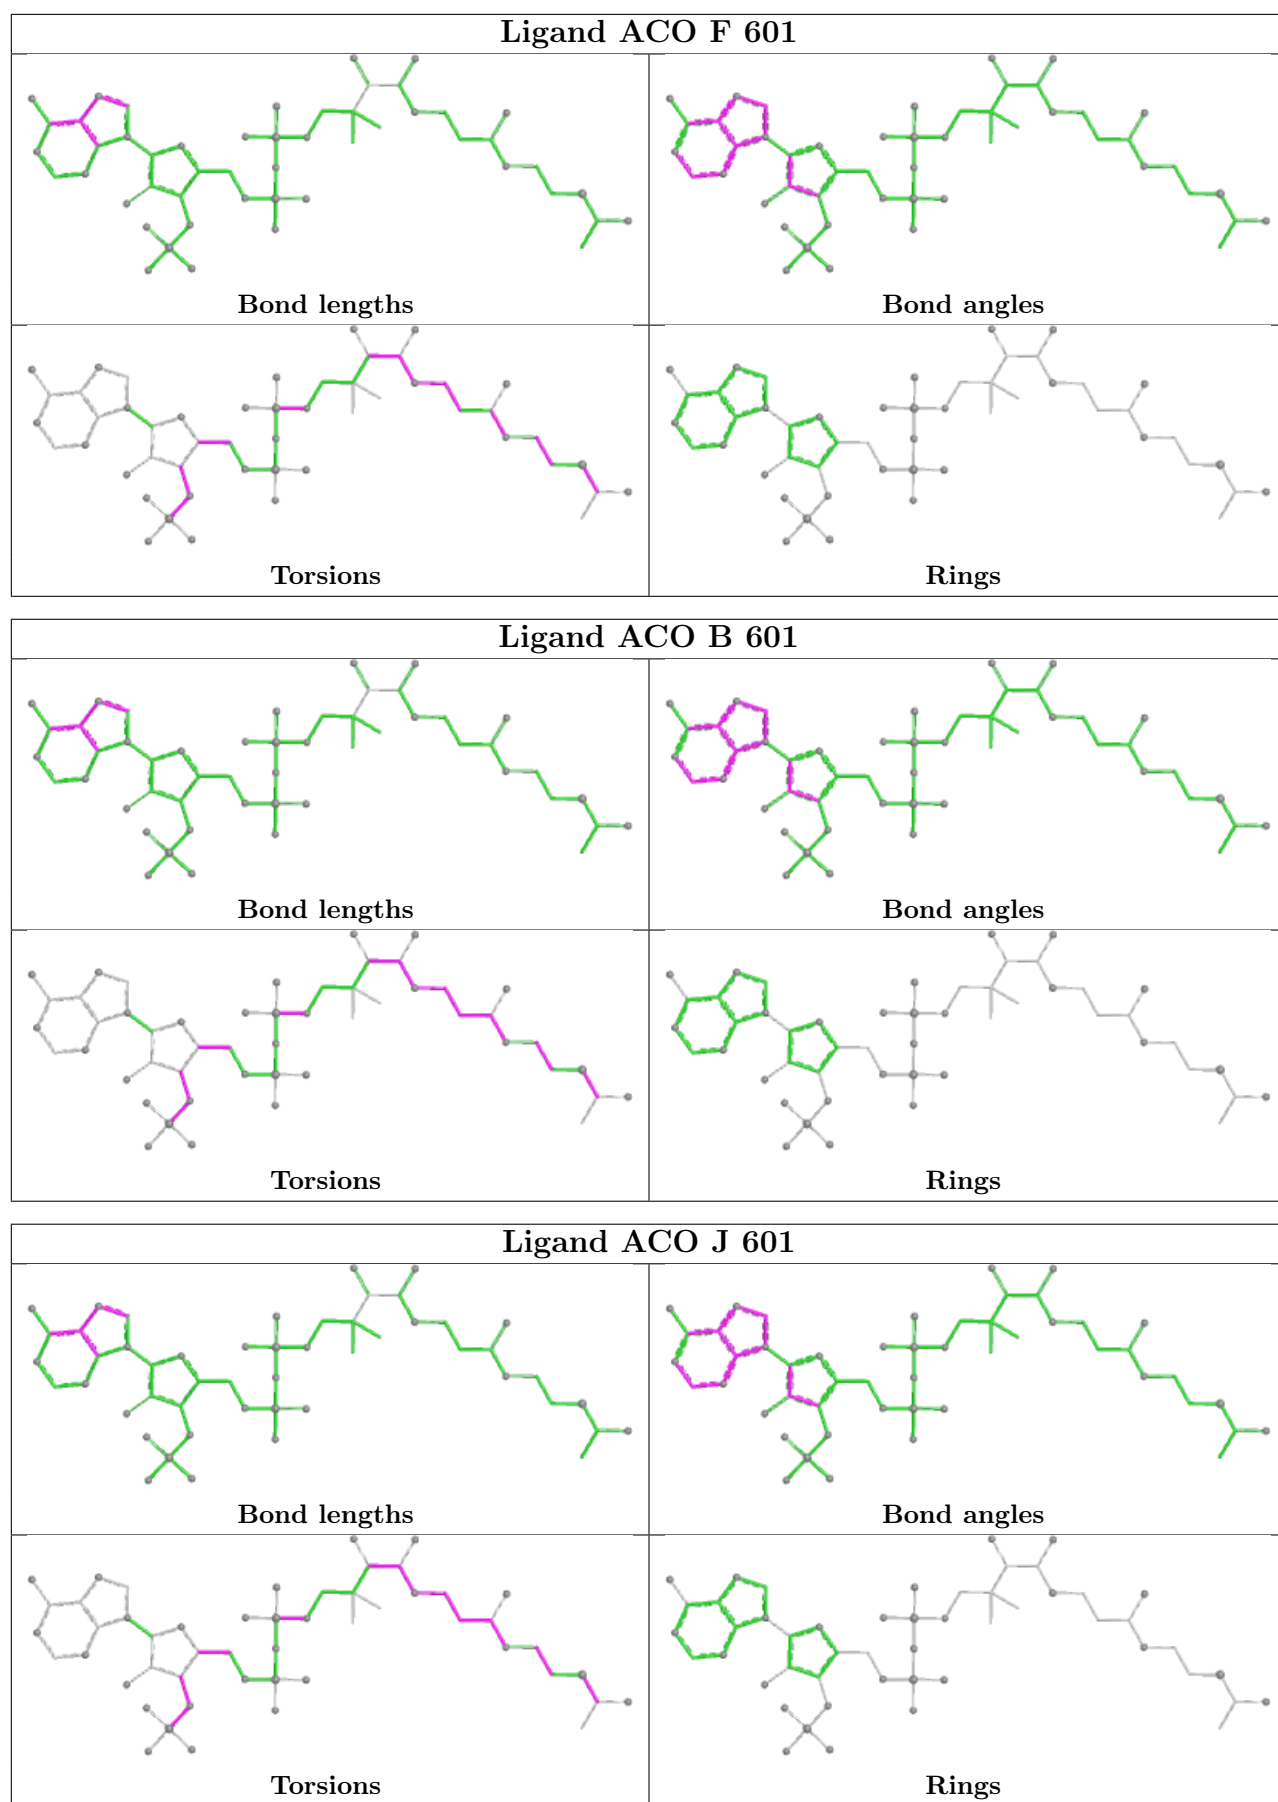 Ligand ACO F 601
Bond lengths
Bond angles
Torsions
Rings
Ligand ACO B 601
Bond lengths
Bond angles
Torsions
Rings
Ligand ACO J 601
Bond lengths
Bond angles
Torsions
Rings